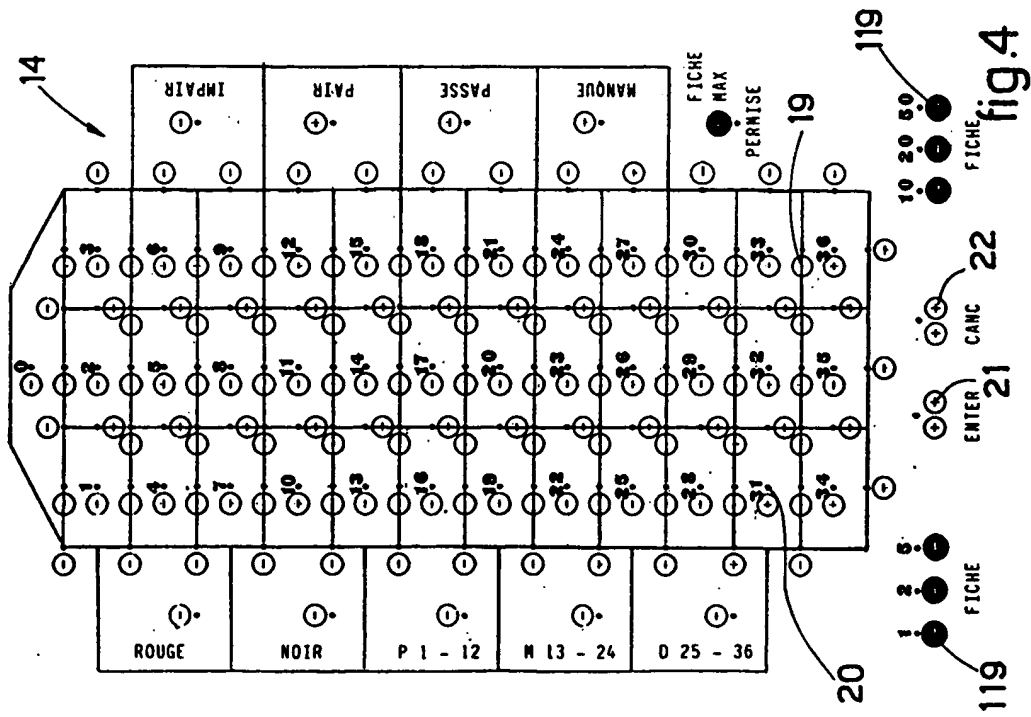 14
0
1 2 3
4 5 6
7 8 9
10 11 12
13 14 15
16 17 18
19 20 21
22 23 24
25 26 27
28 29 30
31 32 33
34 35 36
ROUGE
NOIR
P 1 - 12
M 13 - 24
D 25 - 36
IMPAIR
PAIR
PASSE
MANQUE
FICHE
MAX
PERMISE
19
20
1 2 5
FICHE
119
ENTER
21
CANC
22
10 20 50
FICHE
119
fig.4